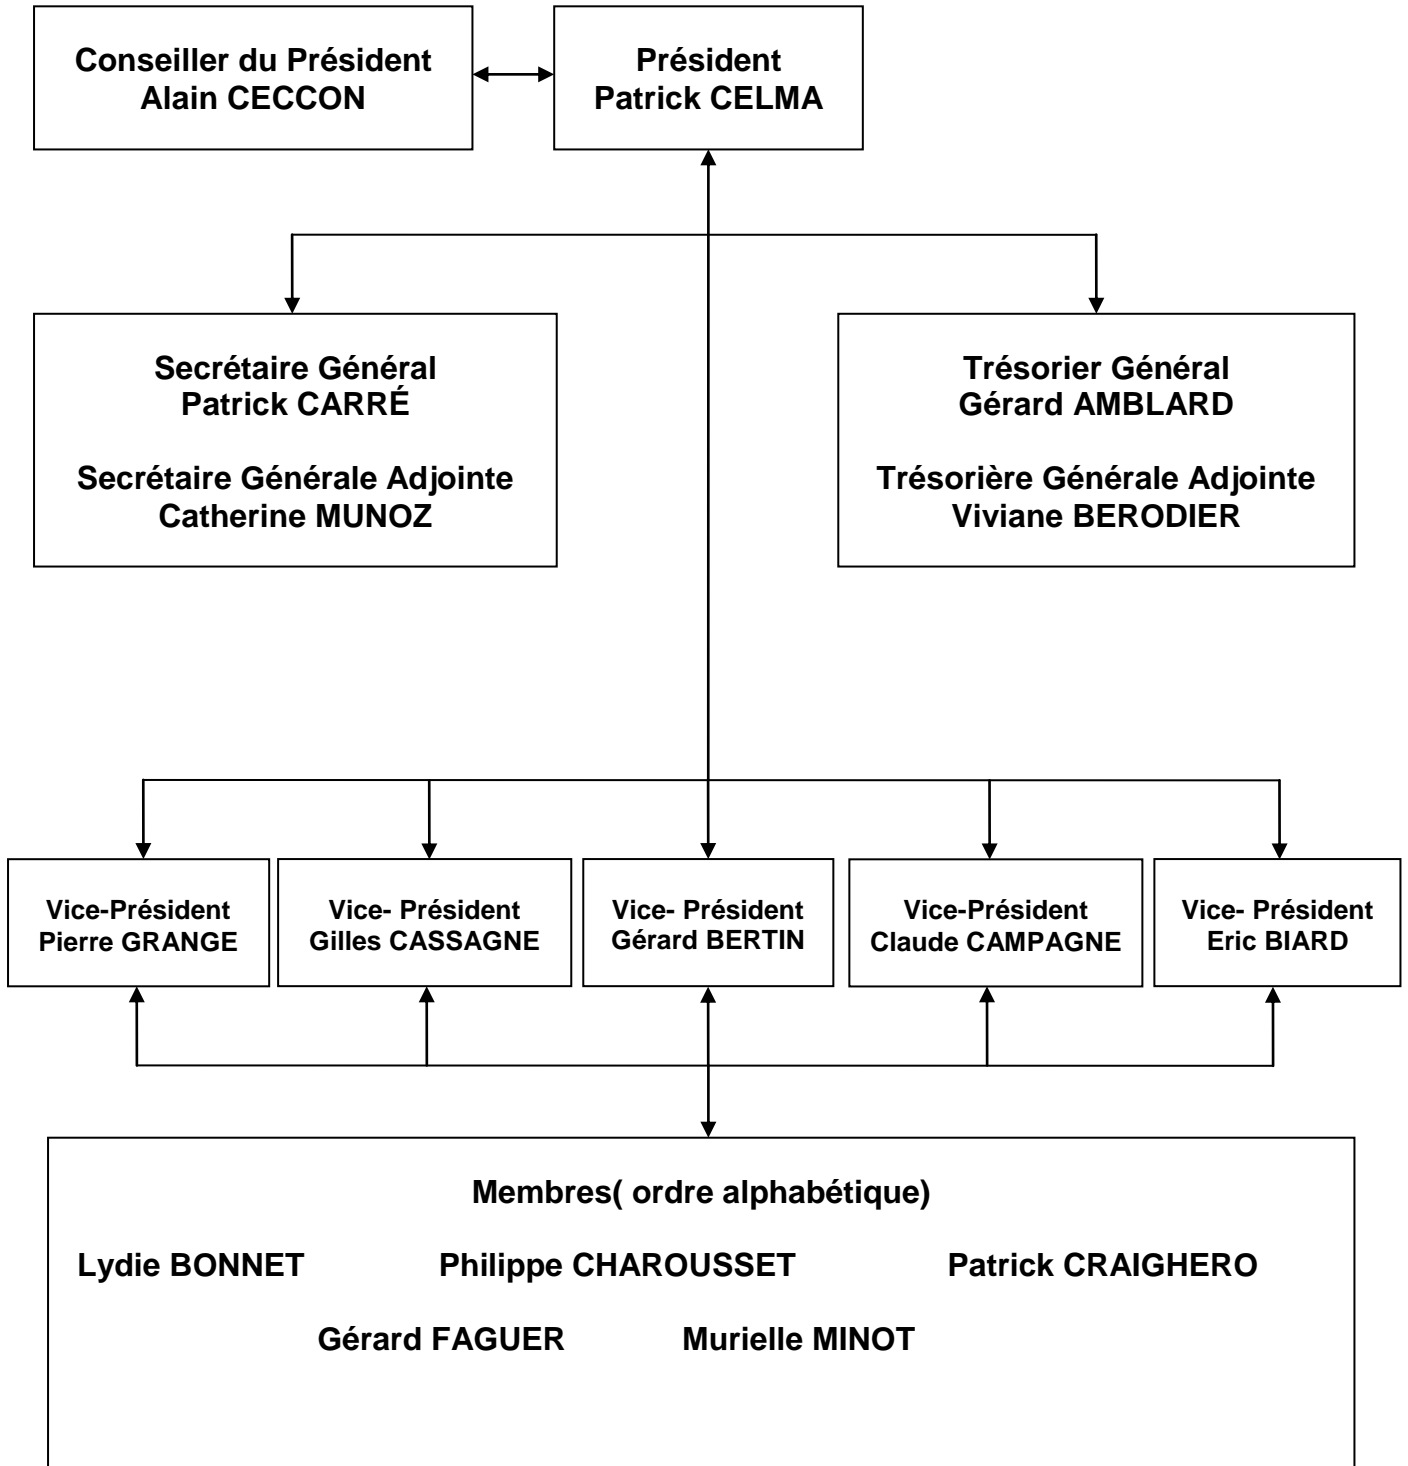 Conseiller du Président
Alain CECCON
Président
Patrick CELMA
Secrétaire Général
Patrick CARRÉ
Secrétaire Générale Adjointe
Catherine MUNOZ
Trésorier Général
Gérard AMBLARD
Trésorière Générale Adjointe
Viviane BERODIER
Vice-Président
Pierre GRANGE
Vice- Président
Gilles CASSAGNE
Vice- Président
Gérard BERTIN
Vice-Président
Claude CAMPAGNE
Vice- Président
Eric BIARD
Membres( ordre alphabétique)
Lydie BONNET Philippe CHAROUSSET Patrick CRAIGHERO
Gérard FAGUER Murielle MINOT